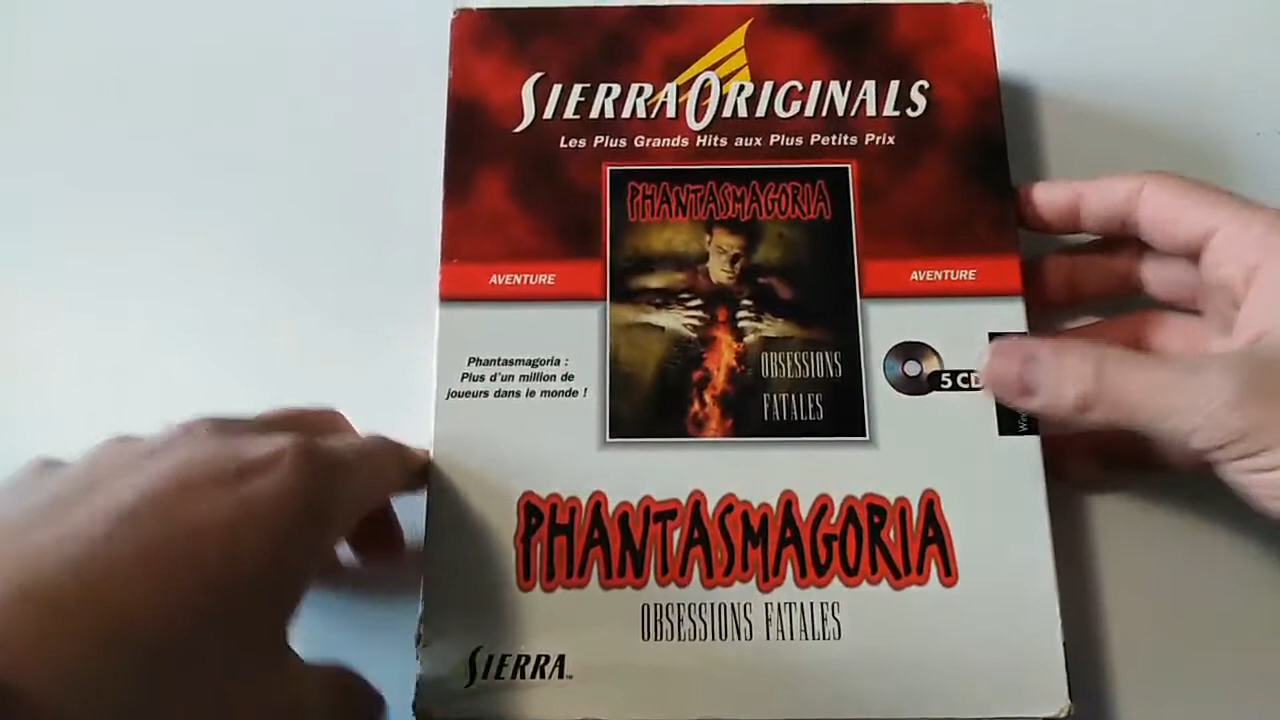 SIERRA ORIGINALS
Les Plus Grands Hits aux Plus Petits Prix
PHANTASMAGORIA
OBSESSIONS
FATALES
AVENTURE
AVENTURE
Phantasmagoria :
Plus d'un million de
joueurs dans le monde !
5 CD
PHANTASMAGORIA
OBSESSIONS FATALES
SIERRA™